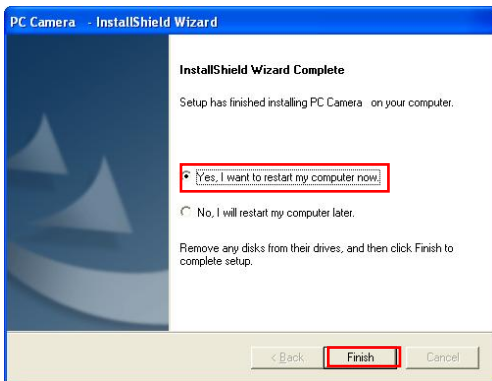 PC Camera - InstallShield Wizard
InstallShield Wizard Complete
Setup has finished installing PC Camera on your computer.
Yes, I want to restart my computer now.
No, I will restart my computer later.
Remove any disks from their drives, and then click Finish to
complete setup.
< Back Finish Cancel